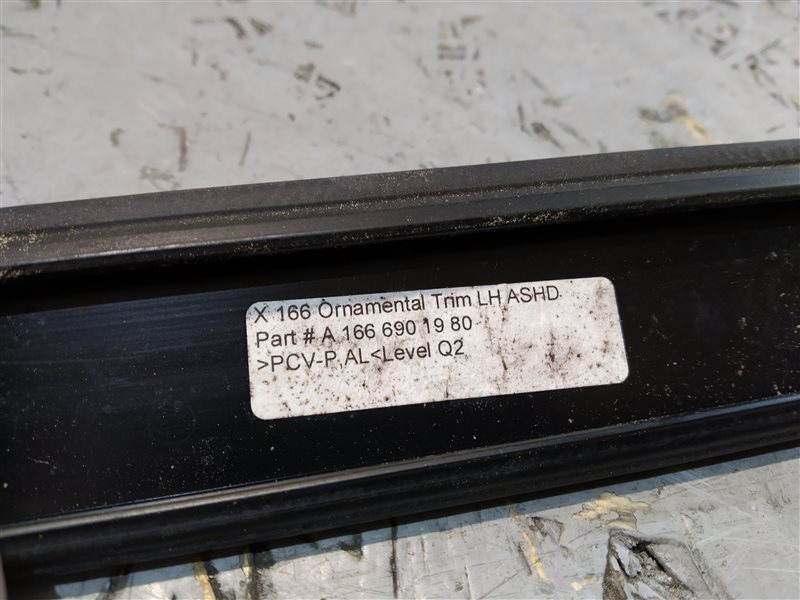 X 166 Ornamental Trim LH ASHD
Part # A 166 690 19 80
>PCV-P,AL<Level Q2